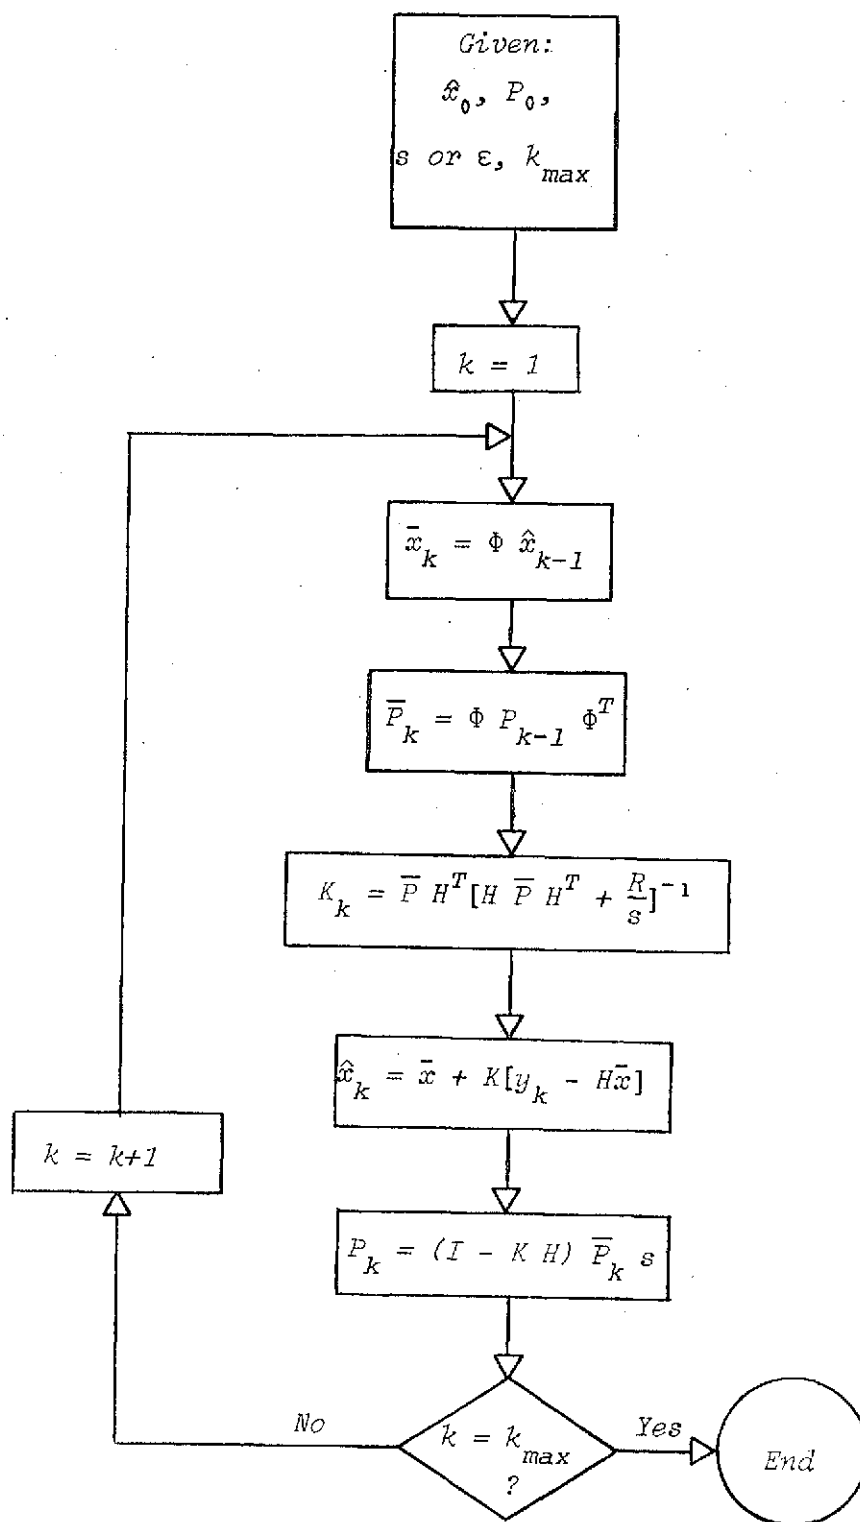 Given:
x̂₀, P₀,
s or ε, k_max
k = 1
x̄_k = Φ x̂_{k-1}
P̄_k = Φ P_{k-1} Φ^T
K_k = P̄ H^T[H P̄ H^T + R/s]^{-1}
x̂_k = x̄ + K[y_k - Hx̄]
k = k+1
P_k = (I - K H) P̄_k s
No
k = k_max
?
Yes
End